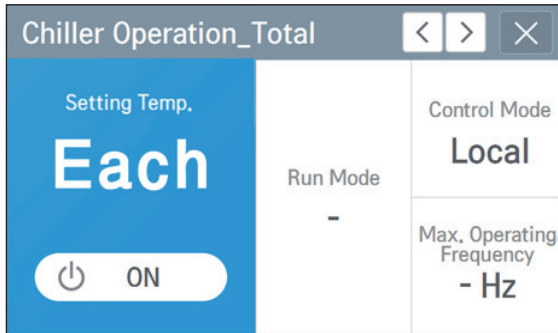 Chiller Operation_Total
Setting Temp.
Each
ON
Run Mode
-
Control Mode
Local
Max. Operating
Frequency
- Hz